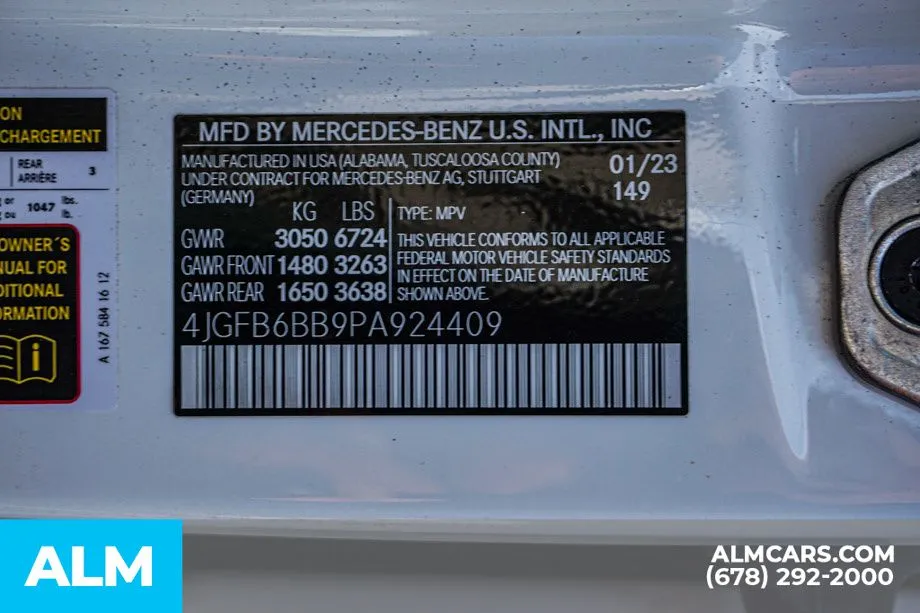 ON
CHARGEMENT
REAR
ARRIÈRE 3
or
ou 1047 lbs.
lb.
OWNER´S
NUAL FOR
DITIONAL
ORMATION
i
A 167 584 16 12
MFD BY MERCEDES-BENZ U.S. INTL., INC
MANUFACTURED IN USA (ALABAMA, TUSCALOOSA COUNTY)
UNDER CONTRACT FOR MERCEDES-BENZ AG, STUTTGART
(GERMANY)
01/23
149
KG LBS
GVWR 3050 6724
GAWR FRONT 1480 3263
GAWR REAR 1650 3638
TYPE: MPV
THIS VEHICLE CONFORMS TO ALL APPLICABLE
FEDERAL MOTOR VEHICLE SAFETY STANDARDS
IN EFFECT ON THE DATE OF MANUFACTURE
SHOWN ABOVE.
4JGFB6BB9PA924409
ALM
ALMCARS.COM
(678) 292-2000